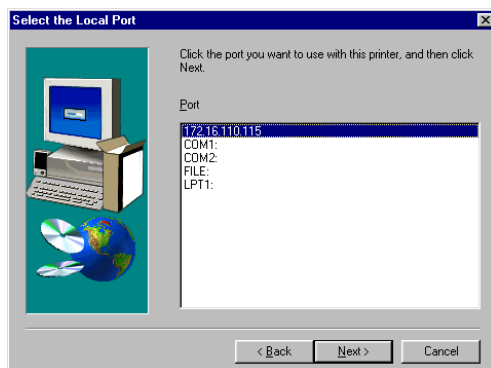 Select the Local Port
Click the port you want to use with this printer, and then click
Next.
Port
172.16.110.115
COM1:
COM2:
FILE:
LPT1:
< Back
Next >
Cancel